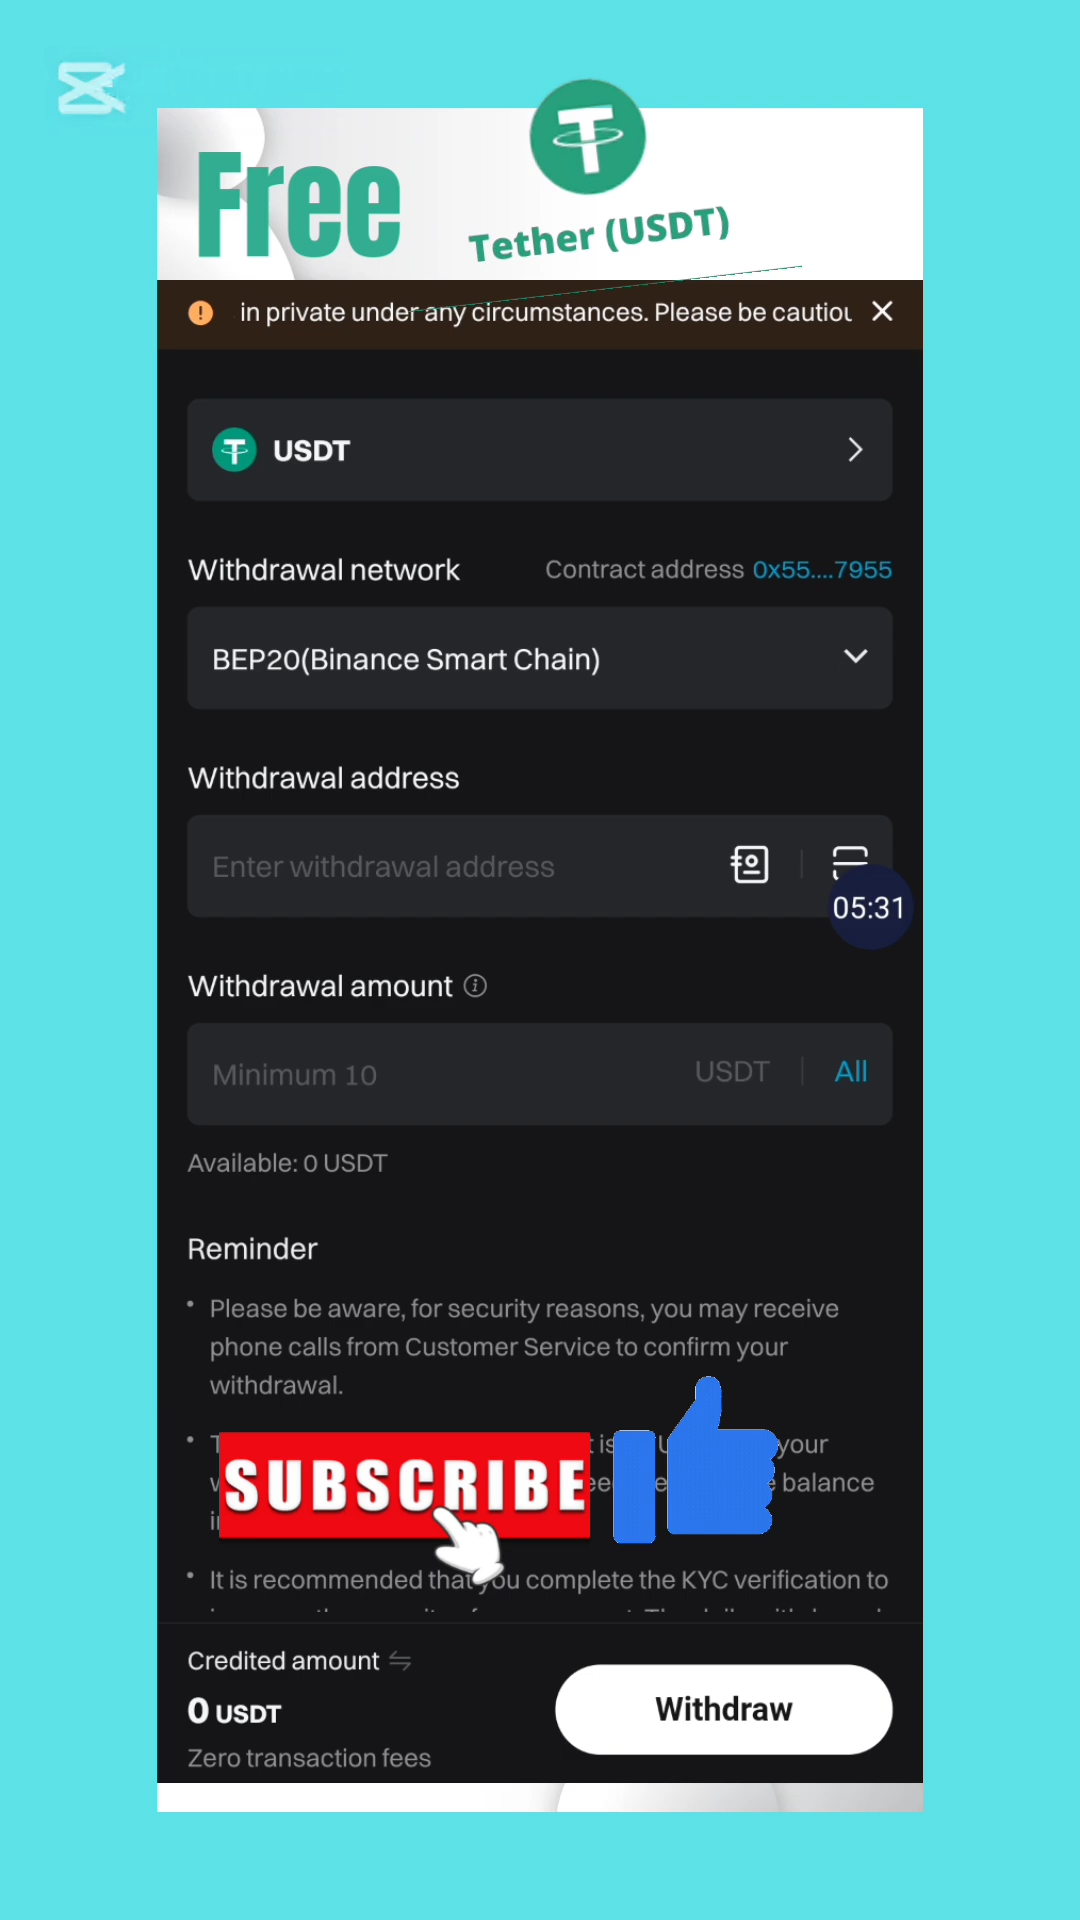 Free
Tether (USDT)
in private under any circumstances. Please be
USDT
Withdrawal network
Contract address 0x55....7955
BEP20(Binance Smart Chain)
Withdrawal address
Enter withdrawal address
05:31
Withdrawal amount
Minimum 10 USDT All
Available: 0 USDT
Reminder
Please be aware, for security reasons, you may receive
phone calls from Customer Service to confirm your
withdrawal.
your
balance
SUBSCRIBE
It is recommended that you complete the KYC verification to
Credited amount
0 USDT
Zero transaction fees
Withdraw